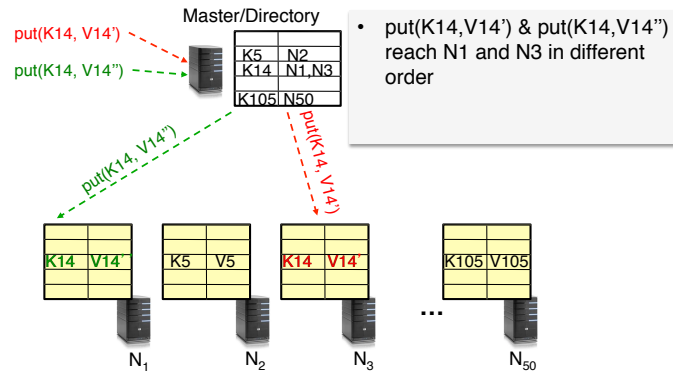 Master/Directory
put(K14, V14’)
put(K14, V14’’)
K5 N2
K14 N1,N3
K105 N50
• put(K14,V14’) & put(K14,V14’’)
reach N1 and N3 in different
order
put(K14, V14’’)
put(K14, V14’)
K14 V14’’
K5 V5
K14 V14’
K105 V105
...
N1
N2
N3
N50